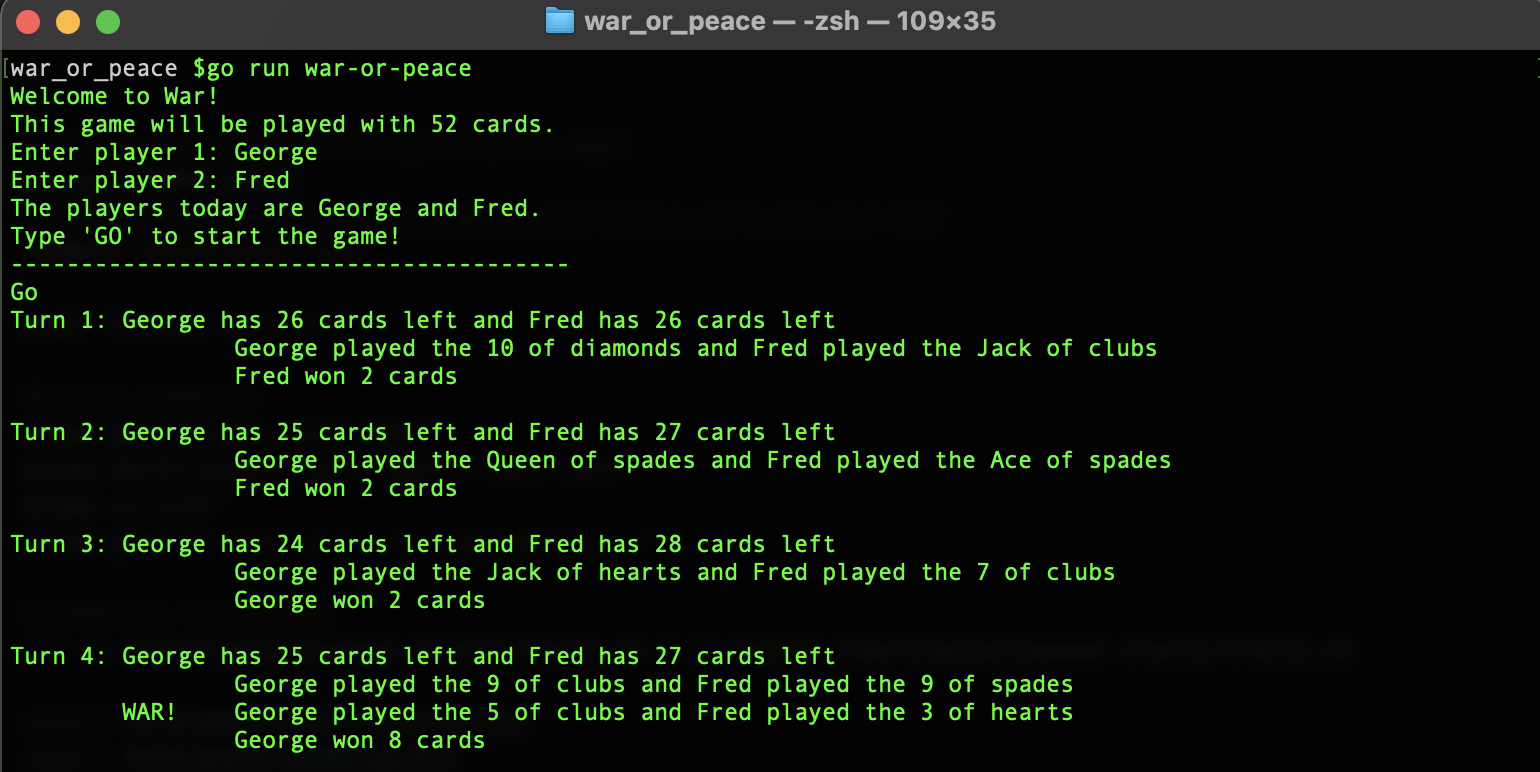 war_or_peace — -zsh — 109×35
war_or_peace $go run war-or-peace
Welcome to War!
This game will be played with 52 cards.
Enter player 1: George
Enter player 2: Fred
The players today are George and Fred.
Type 'GO' to start the game!
----------------------------------------
Go
Turn 1: George has 26 cards left and Fred has 26 cards left
George played the 10 of diamonds and Fred played the Jack of clubs
Fred won 2 cards
Turn 2: George has 25 cards left and Fred has 27 cards left
George played the Queen of spades and Fred played the Ace of spades
Fred won 2 cards
Turn 3: George has 24 cards left and Fred has 28 cards left
George played the Jack of hearts and Fred played the 7 of clubs
George won 2 cards
Turn 4: George has 25 cards left and Fred has 27 cards left
George played the 9 of clubs and Fred played the 9 of spades
WAR! George played the 5 of clubs and Fred played the 3 of hearts
George won 8 cards